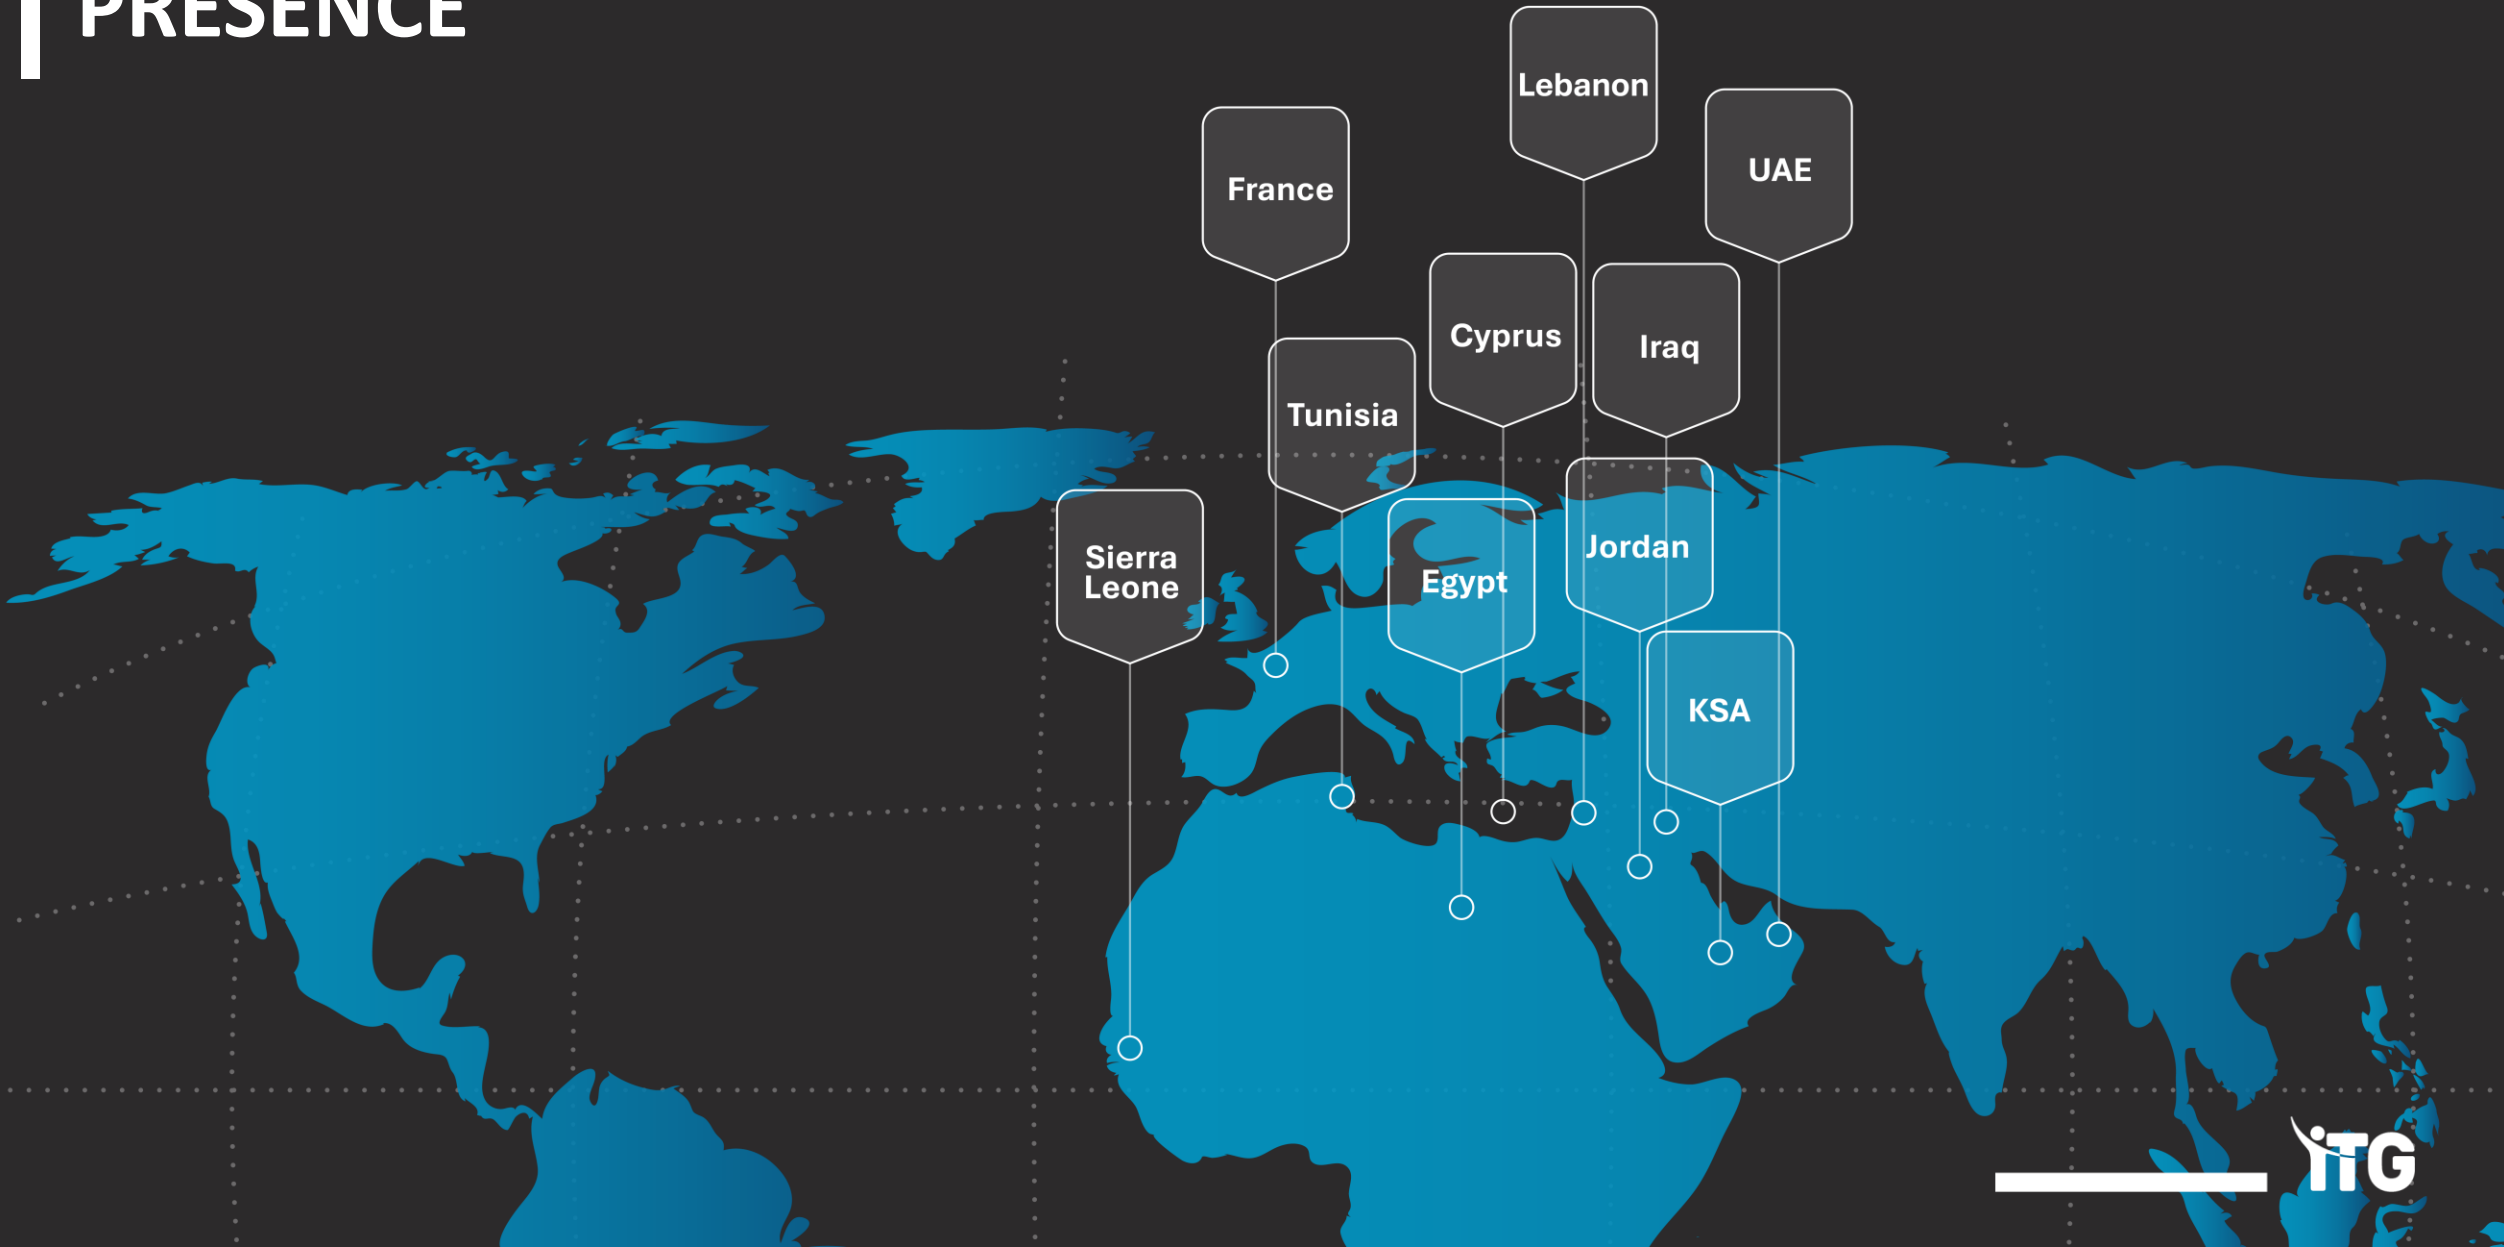 PRESENCE
Lebanon
UAE
France
Cyprus
Iraq
Tunisia
Jordan
Sierra
Leone
Egypt
KSA
iTG